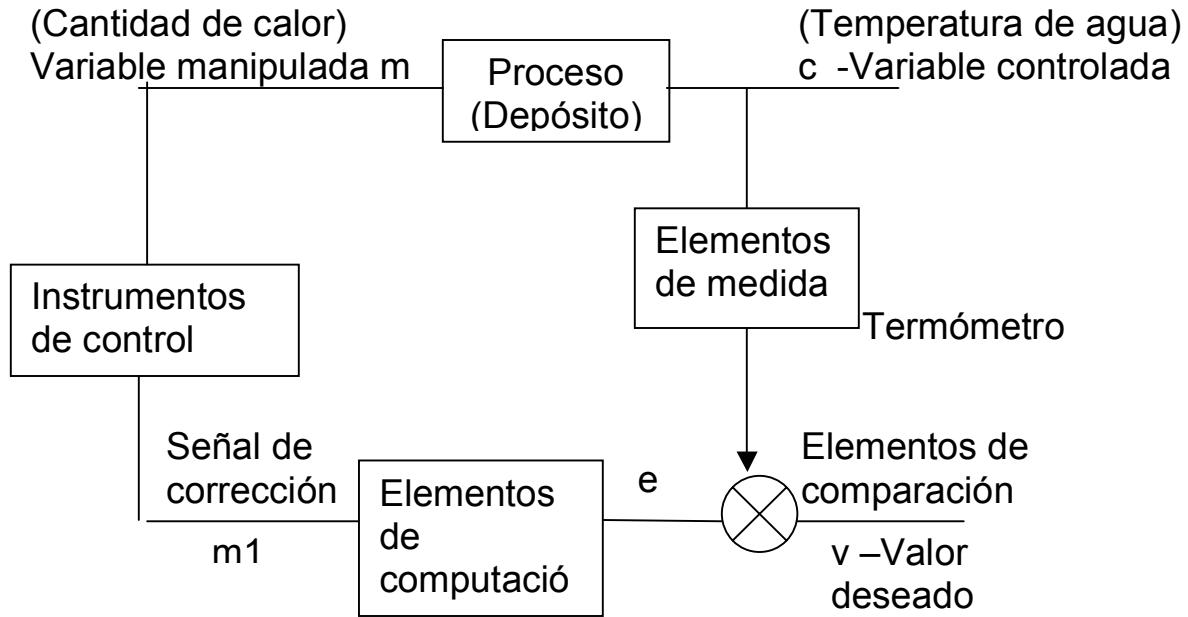 (Cantidad de calor)
Variable manipulada m
Proceso
(Depósito)
(Temperatura de agua)
c -Variable controlada
Elementos
de medida
Termómetro
Instrumentos
de control
Señal de
corrección
m1
Elementos
de
computació
e
Elementos de
comparación
v –Valor
deseado